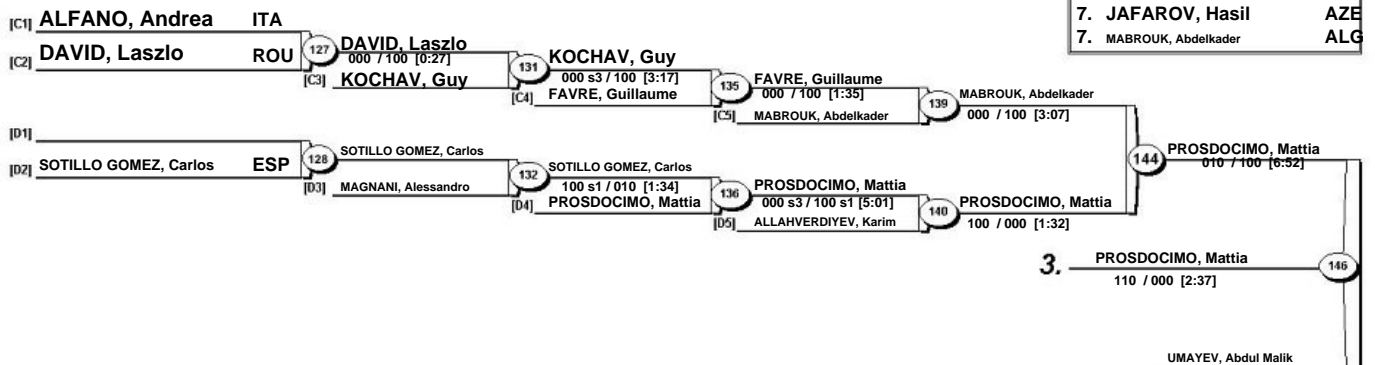 7. JAFAROV, Hasil AZE
7. MABROUK, Abdelkader ALG
[C1] ALFANO, Andrea ITA
[C2] DAVID, Laszlo ROU
127
DAVID, Laszlo
000 / 100 [0:27]
[C3] KOCHAV, Guy
131
KOCHAV, Guy
000 s3 / 100 [3:17]
[C4] FAVRE, Guillaume
135
FAVRE, Guillaume
000 / 100 [1:35]
[C5] MABROUK, Abdelkader
139
MABROUK, Abdelkader
000 / 100 [3:07]
[D1]
[D2] SOTILLO GOMEZ, Carlos ESP
128
SOTILLO GOMEZ, Carlos
[D3] MAGNANI, Alessandro
132
SOTILLO GOMEZ, Carlos
100 s1 / 010 [1:34]
[D4] PROSDOCIMO, Mattia
136
PROSDOCIMO, Mattia
000 s3 / 100 s1 [5:01]
[D5] ALLAHVERDIYEV, Karim
140
PROSDOCIMO, Mattia
100 / 000 [1:32]
144
PROSDOCIMO, Mattia
010 / 100 [6:52]
3. PROSDOCIMO, Mattia
110 / 000 [2:37]
146
UMAYEV, Abdul Malik